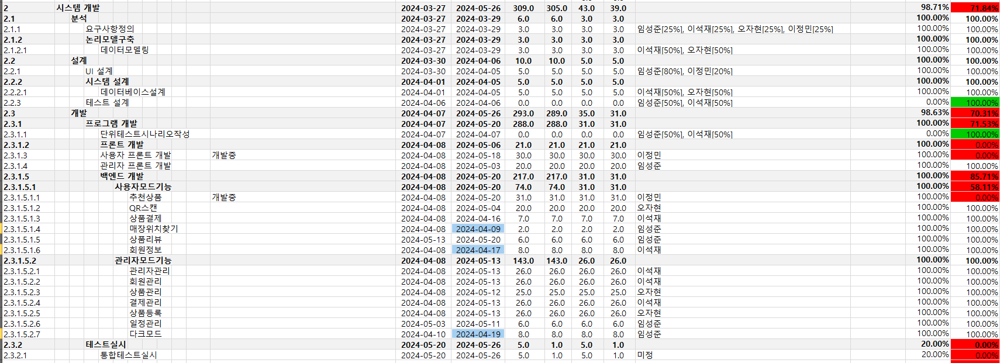 2 시스템 개발 2024-03-27 2024-05-26 309.0 305.0 43.0 39.0 98.71% 71.84%
2.1 분석 2024-03-27 2024-03-29 6.0 6.0 3.0 3.0 100.00% 100.00%
2.1.1 요구사항정의 2024-03-27 2024-03-29 3.0 3.0 3.0 3.0 임성준[25%], 이석재[25%], 오자현[25%], 이정민[25%] 100.00% 100.00%
2.1.2 논리모델구축 2024-03-27 2024-03-29 3.0 3.0 3.0 3.0 100.00% 100.00%
2.1.2.1 데이터모델링 2024-03-27 2024-03-29 3.0 3.0 3.0 3.0 이석재[50%], 오자현[50%] 100.00% 100.00%
2.2 설계 2024-03-30 2024-04-06 10.0 10.0 5.0 5.0 100.00% 100.00%
2.2.1 UI 설계 2024-03-30 2024-04-05 5.0 5.0 5.0 5.0 임성준[80%], 이정민[20%] 100.00% 100.00%
2.2.2 시스템 설계 2024-04-01 2024-04-05 5.0 5.0 5.0 5.0 100.00% 100.00%
2.2.2.1 데이터베이스설계 2024-04-01 2024-04-05 5.0 5.0 5.0 5.0 이석재[50%], 오자현[50%] 100.00% 100.00%
2.2.3 테스트 설계 2024-04-06 2024-04-06 0.0 0.0 0.0 0.0 임성준[50%], 이석재[50%] 0.00% 100.00%
2.3 개발 2024-04-07 2024-05-26 293.0 289.0 35.0 31.0 98.63% 70.31%
2.3.1 프로그램 개발 2024-04-07 2024-05-20 288.0 288.0 31.0 31.0 100.00% 71.53%
2.3.1.1 단위테스트시나리오작성 2024-04-07 2024-04-07 0.0 0.0 0.0 0.0 임성준[50%], 이석재[50%] 0.00% 100.00%
2.3.1.2 프론트 개발 2024-04-08 2024-05-06 21.0 21.0 21.0 21.0 100.00% 0.00%
2.3.1.3 사용자 프론트 개발 개발중 2024-04-08 2024-05-18 30.0 30.0 30.0 30.0 이정민 100.00% 0.00%
2.3.1.4 관리자 프론트 개발 2024-04-08 2024-05-03 20.0 20.0 20.0 20.0 임성준 100.00% 100.00%
2.3.1.5 백엔드 개발 2024-04-08 2024-05-20 217.0 217.0 31.0 31.0 100.00% 85.71%
2.3.1.5.1 사용자모드기능 2024-04-08 2024-05-20 74.0 74.0 31.0 31.0 100.00% 58.11%
2.3.1.5.1.1 추천상품 개발중 2024-04-08 2024-05-20 31.0 31.0 31.0 31.0 이정민 100.00% 0.00%
2.3.1.5.1.2 QR스캔 2024-04-08 2024-05-04 20.0 20.0 20.0 20.0 오자현 100.00% 100.00%
2.3.1.5.1.3 상품결제 2024-04-08 2024-04-16 7.0 7.0 7.0 7.0 이석재 100.00% 100.00%
2.3.1.5.1.4 매장위치찾기 2024-04-08 2024-04-09 2.0 2.0 2.0 2.0 임성준 100.00% 100.00%
2.3.1.5.1.5 상품리뷰 2024-05-13 2024-05-20 6.0 6.0 6.0 6.0 임성준 100.00% 100.00%
2.3.1.5.1.6 회원정보 2024-04-08 2024-04-17 8.0 8.0 8.0 8.0 이석재 100.00% 100.00%
2.3.1.5.2 관리자모드기능 2024-04-08 2024-05-13 143.0 143.0 26.0 26.0 100.00% 100.00%
2.3.1.5.2.1 관리자관리 2024-04-08 2024-05-13 26.0 26.0 26.0 26.0 이석재 100.00% 100.00%
2.3.1.5.2.2 회원관리 2024-04-08 2024-05-13 26.0 26.0 26.0 26.0 이석재 100.00% 100.00%
2.3.1.5.2.3 상품관리 2024-04-08 2024-05-12 25.0 25.0 25.0 25.0 오자현 100.00% 100.00%
2.3.1.5.2.4 결제관리 2024-04-08 2024-05-13 26.0 26.0 26.0 26.0 이석재 100.00% 100.00%
2.3.1.5.2.5 상품등록 2024-04-08 2024-05-13 26.0 26.0 26.0 26.0 오자현 100.00% 100.00%
2.3.1.5.2.6 일정관리 2024-05-03 2024-05-11 6.0 6.0 6.0 6.0 임성준 100.00% 100.00%
2.3.1.5.2.7 다크모드 2024-04-10 2024-04-19 8.0 8.0 8.0 8.0 임성준 100.00% 100.00%
2.3.2 테스트실시 2024-05-20 2024-05-26 5.0 1.0 5.0 1.0 20.00% 0.00%
2.3.2.1 통합테스트실시 2024-05-20 2024-05-26 5.0 1.0 5.0 1.0 미정 20.00% 0.00%